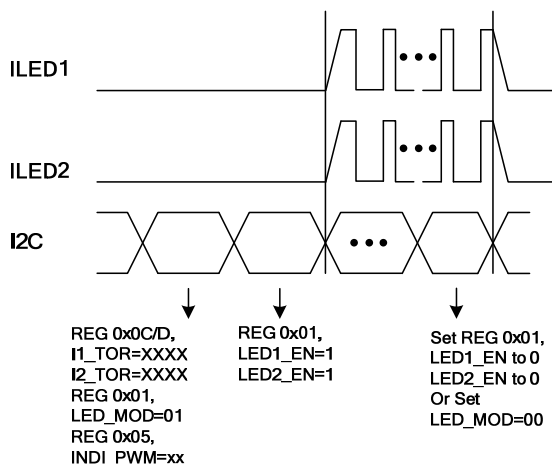 ILED1
ILED2
I2C
REG 0x0C/D,
I1_TOR=XXXX
I2_TOR=XXXX
REG 0x01,
LED_MOD=01
REG 0x05,
INDI_PWM=xx
REG 0x01,
LED1_EN=1
LED2_EN=1
Set REG 0x01,
LED1_EN to 0
LED2_EN to 0
Or Set
LED_MOD=00